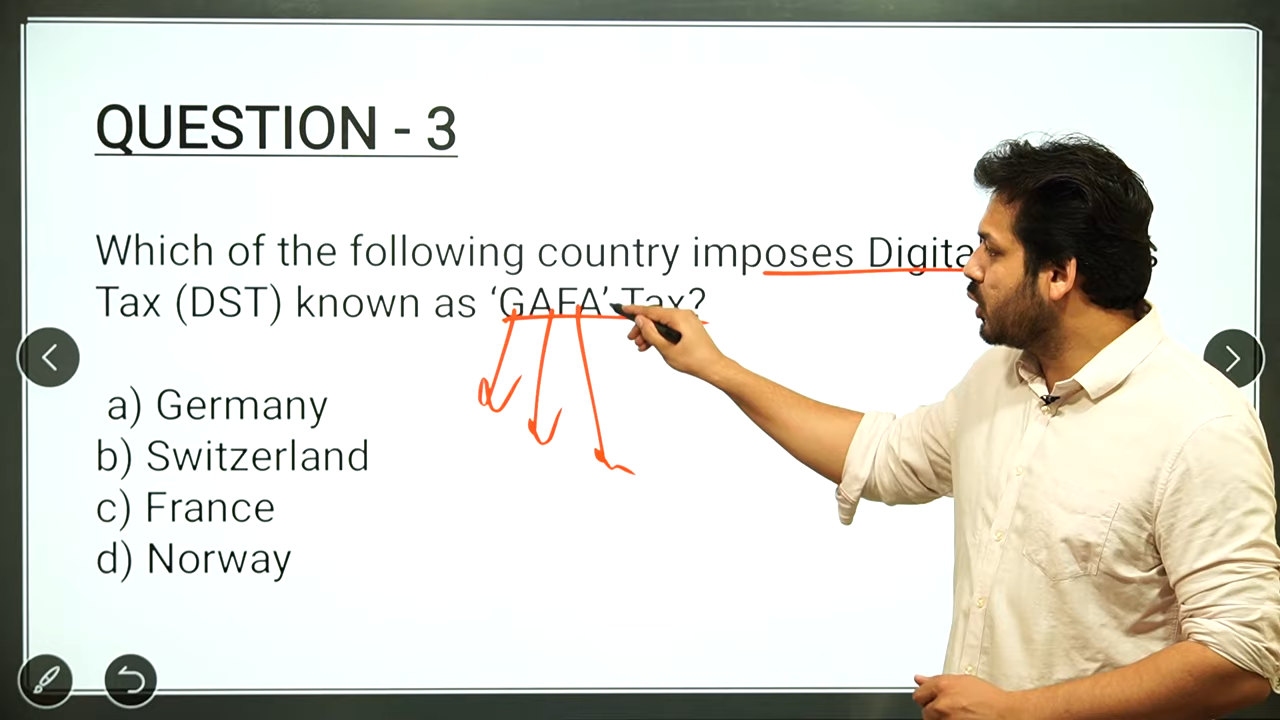 QUESTION - 3
Which of the following country imposes Digita
Tax (DST) known as ‘GAFA’ Tax?
a) Germany
b) Switzerland
c) France
d) Norway